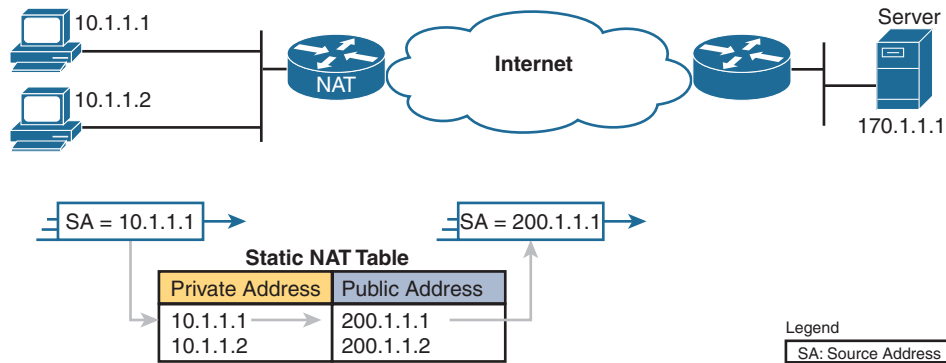 10.1.1.1
Server
Internet
NAT
10.1.1.2
170.1.1.1
SA = 10.1.1.1
SA = 200.1.1.1
Static NAT Table
Private Address Public Address
10.1.1.1 200.1.1.1
10.1.1.2 200.1.1.2
Legend
SA: Source Address